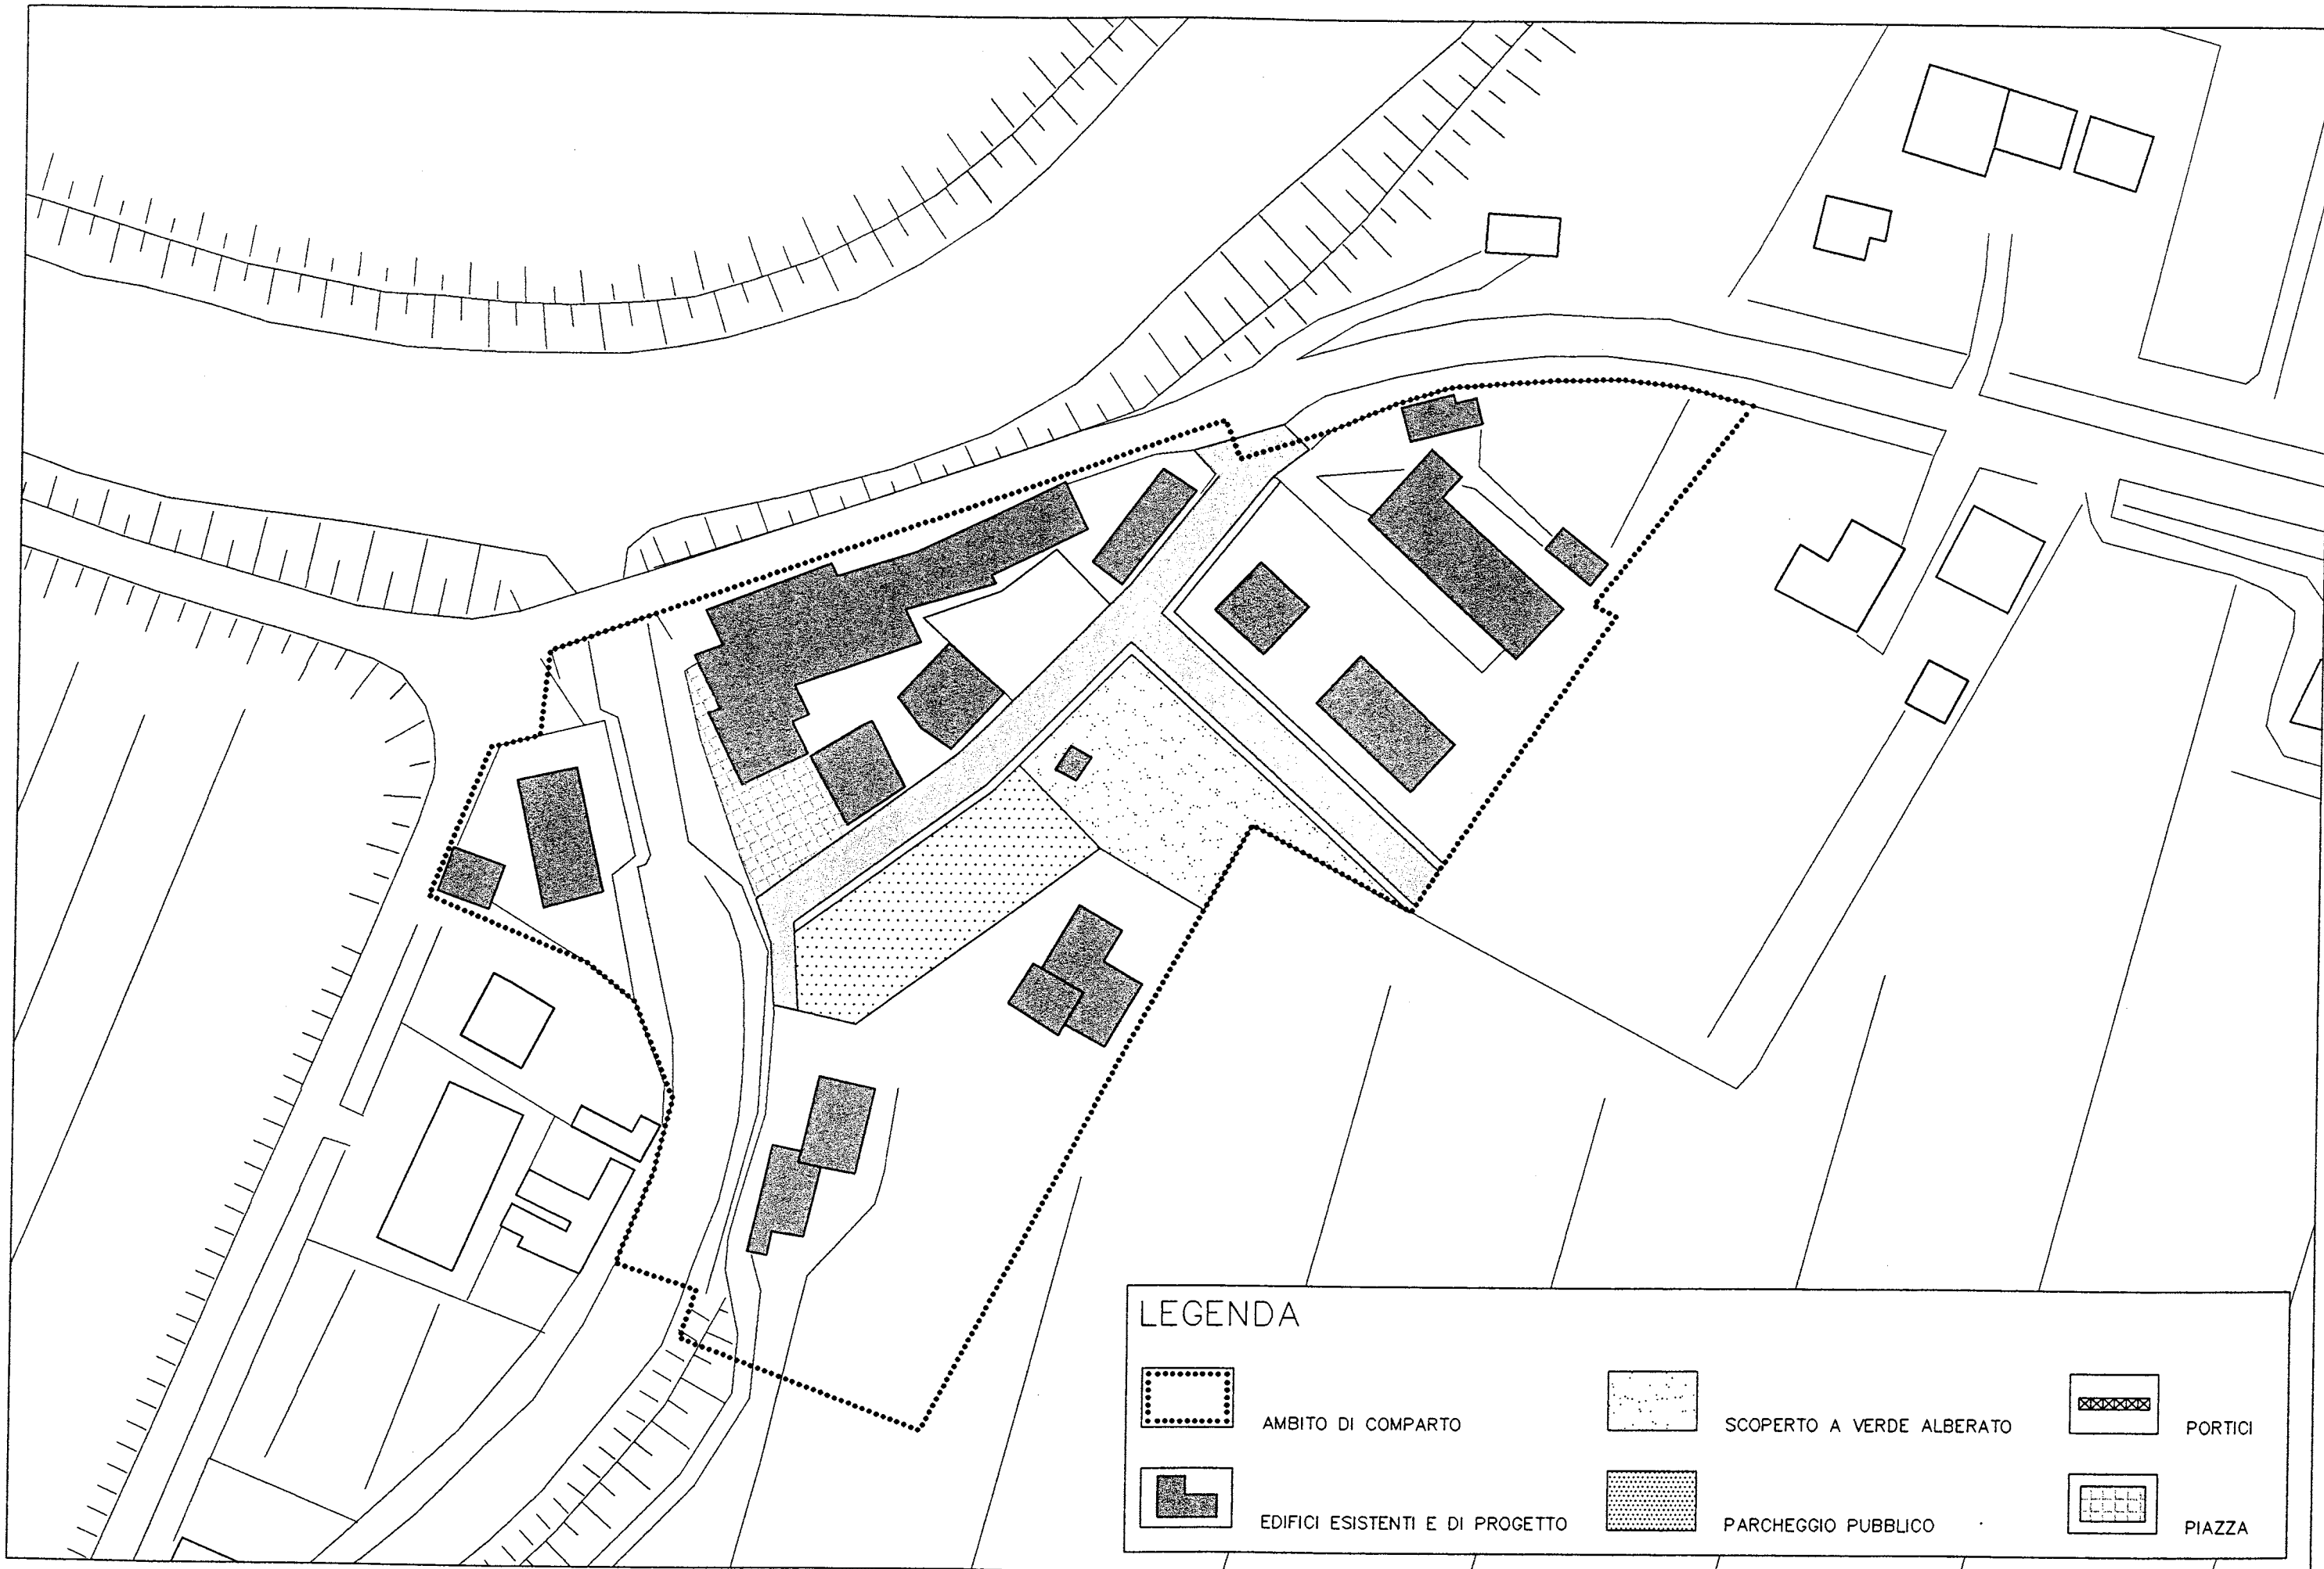 LEGENDA
AMBITO DI COMPARTO
SCOPERTO A VERDE ALBERATO
PORTICI
EDIFICI ESISTENTI E DI PROGETTO
PARCHEGGIO PUBBLICO
PIAZZA